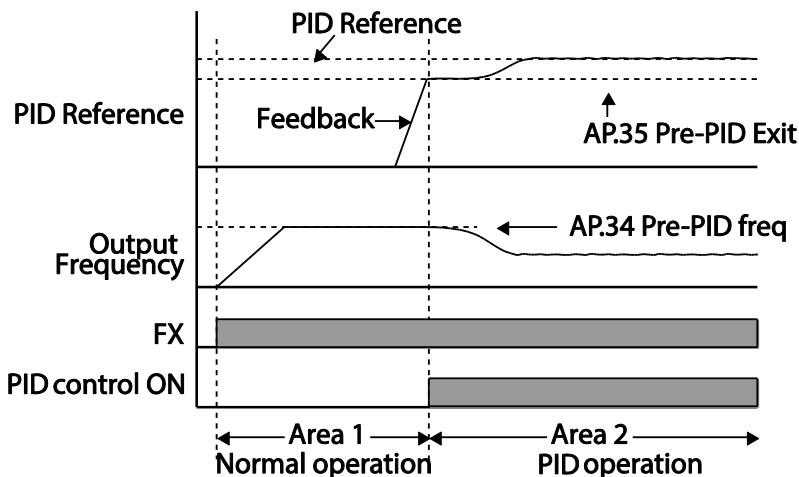 PID Reference
PID Reference
Feedback
AP.35 Pre-PID Exit
AP.34 Pre-PID freq
Output
Frequency
FX
PID control ON
Area 1
Area 2
Normal operation
PID operation